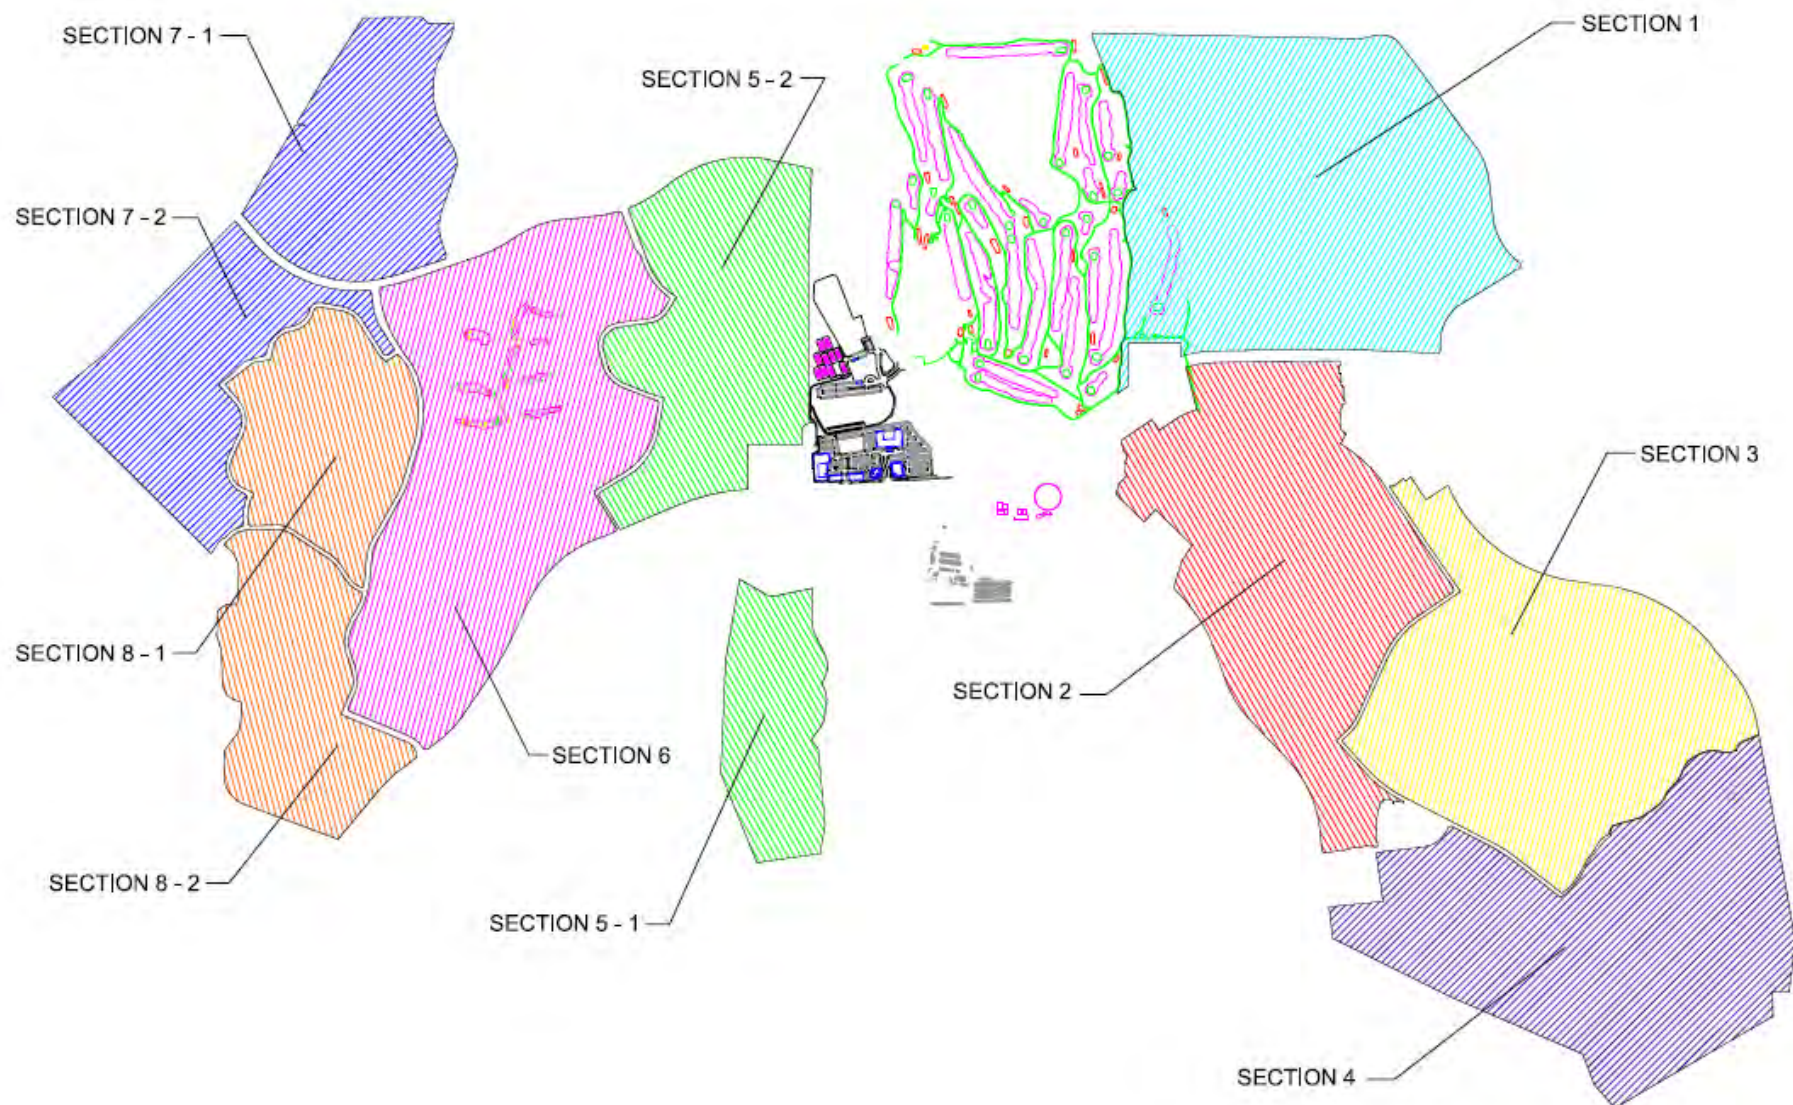 SECTION 1
SECTION 7 - 1
SECTION 5 - 2
SECTION 7 - 2
SECTION 3
SECTION 8 - 1
SECTION 2
SECTION 6
SECTION 8 - 2
SECTION 5 - 1
SECTION 4